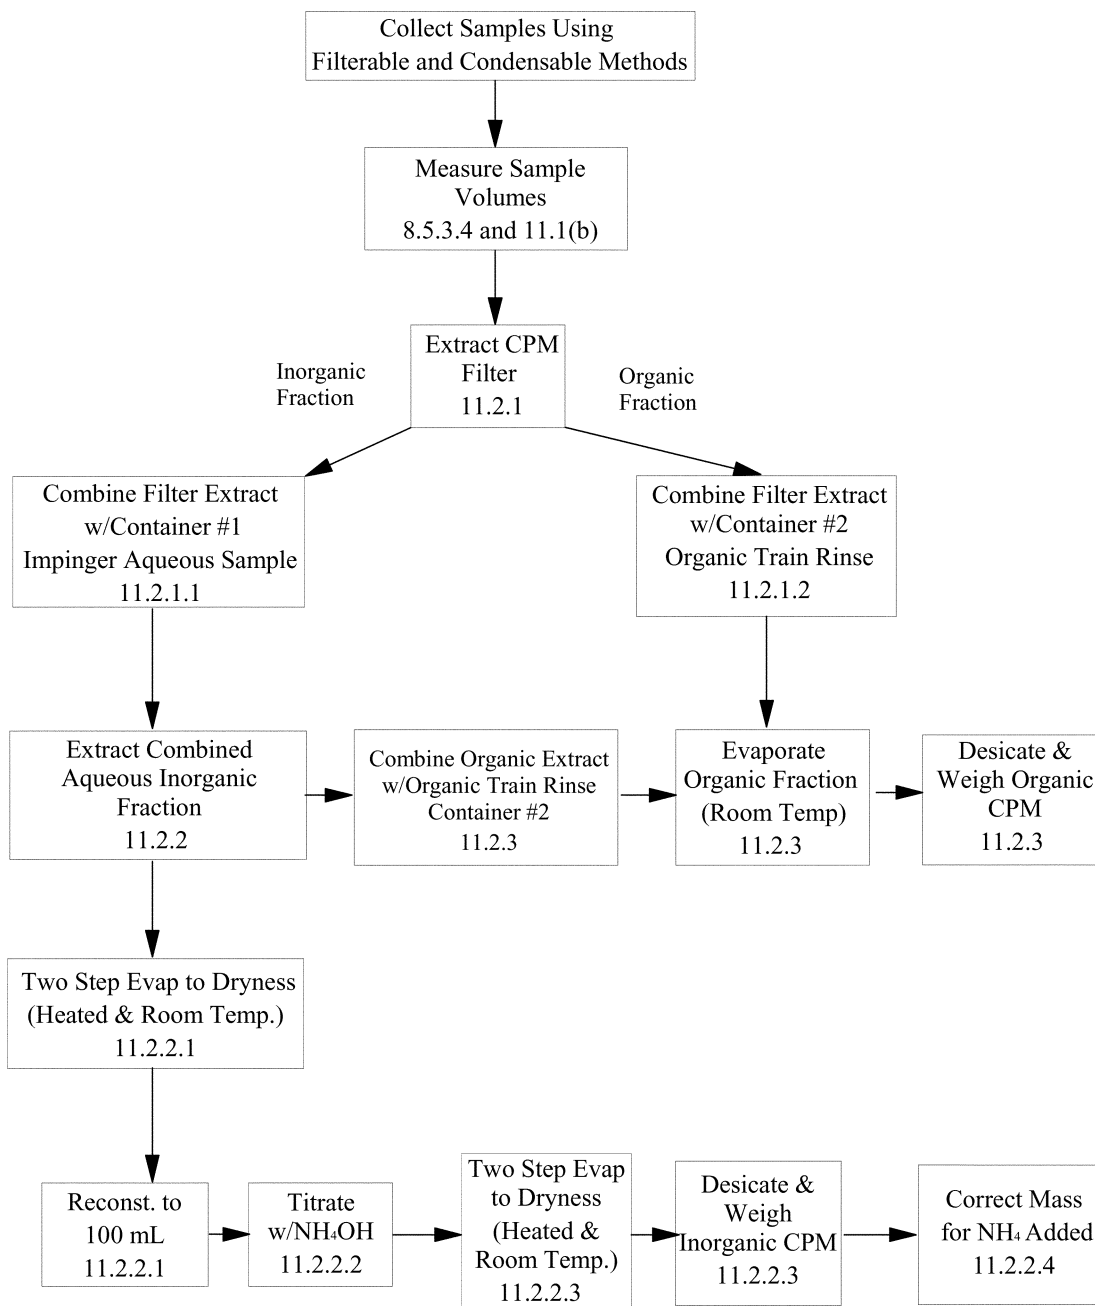 Collect Samples Using
Filterable and Condensable Methods
Measure Sample
Volumes
8.5.3.4 and 11.1(b)
Extract CPM
Filter
11.2.1
Inorganic
Fraction
Organic
Fraction
Combine Filter Extract
w/Container #1
Impinger Aqueous Sample
11.2.1.1
Combine Filter Extract
w/Container #2
Organic Train Rinse
11.2.1.2
Extract Combined
Aqueous Inorganic
Fraction
11.2.2
Combine Organic Extract
w/Organic Train Rinse
Container #2
11.2.3
Evaporate
Organic Fraction
(Room Temp)
11.2.3
Desicate &
Weigh Organic
CPM
11.2.3
Two Step Evap to Dryness
(Heated & Room Temp.)
11.2.2.1
Reconst. to
100 mL
11.2.2.1
Titrate
w/NH₄OH
11.2.2.2
Two Step Evap
to Dryness
(Heated &
Room Temp.)
11.2.2.3
Desicate &
Weigh
Inorganic CPM
11.2.2.3
Correct Mass
for NH₄ Added
11.2.2.4